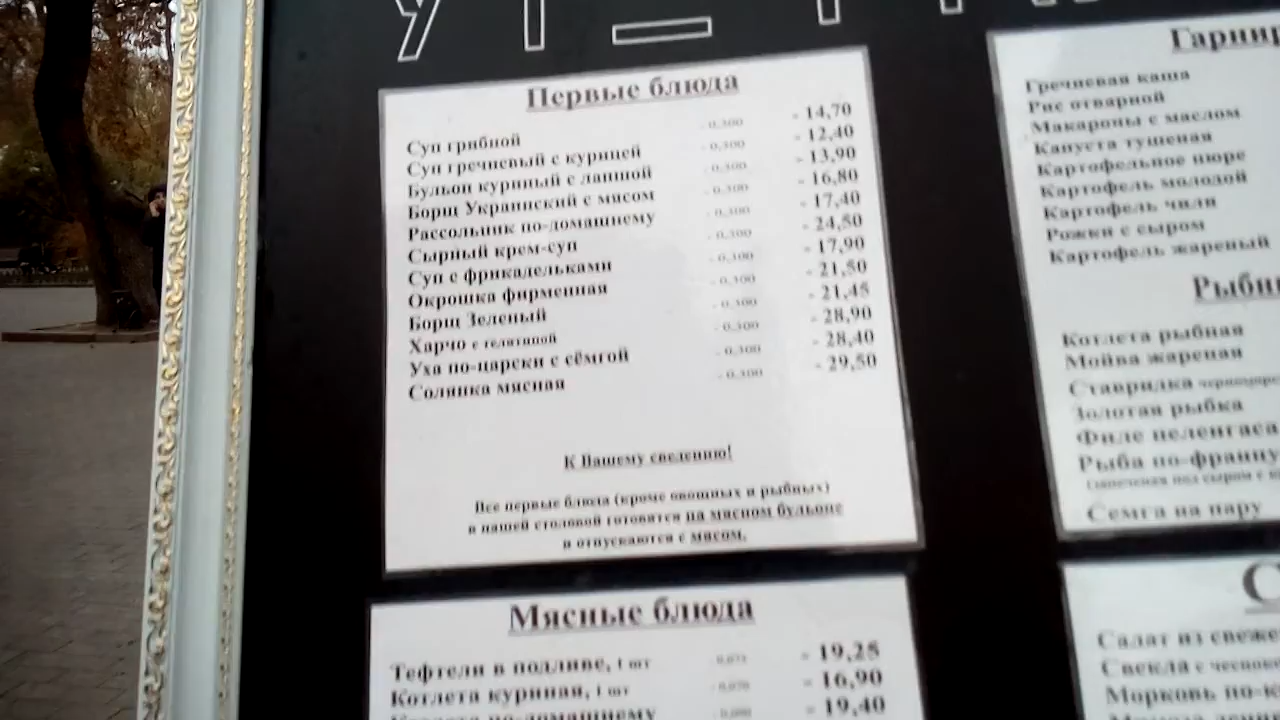 Первые блюда
Суп грибной - 0,300 - 14,70
Суп гречневый с курицей - 0,300 - 12,40
Бульон куриный с лапшой - 0,300 - 13,90
Борщ Украинский с мясом - 0,300 - 16,80
Рассольник по-домашнему - 0,300 - 17,40
Сырный крем-суп - 0,300 - 24,50
Суп с фрикадельками - 0,300 - 17,90
Окрошка фирменная - 0,300 - 21,50
Борщ Зеленый - 0,300 - 21,45
Харчо с телятиной - 0,300 - 28,90
Уха по-царски с сёмгой - 0,300 - 28,40
Солянка мясная - 0,300 - 29,50
К Вашему сведению!
Все первые блюда (кроме овощных и рыбных)
в нашей столовой готовятся на мясном бульоне
и отпускаются с мясом.
Мясные блюда
Тефтели в подливе, 1 шт - 19,25
Котлета куриная, 1 шт - 16,90
по-домашнему - 19,40
Гарнир
Гречневая каша
Рис отварной
Макароны с маслом
Капуста тушеная
Картофельное пюре
Картофель молодой
Картофель чили
Рожки с сыром
Картофель жареный
Рыбн
Котлета рыбная
Мойва жареная
Ставридка черноморс
Золотая рыбка
Филе пеленгаса
Рыба по-францу
Семга на пару
С
Салат из свеже
Свекла с чесноко
Морковь по-к